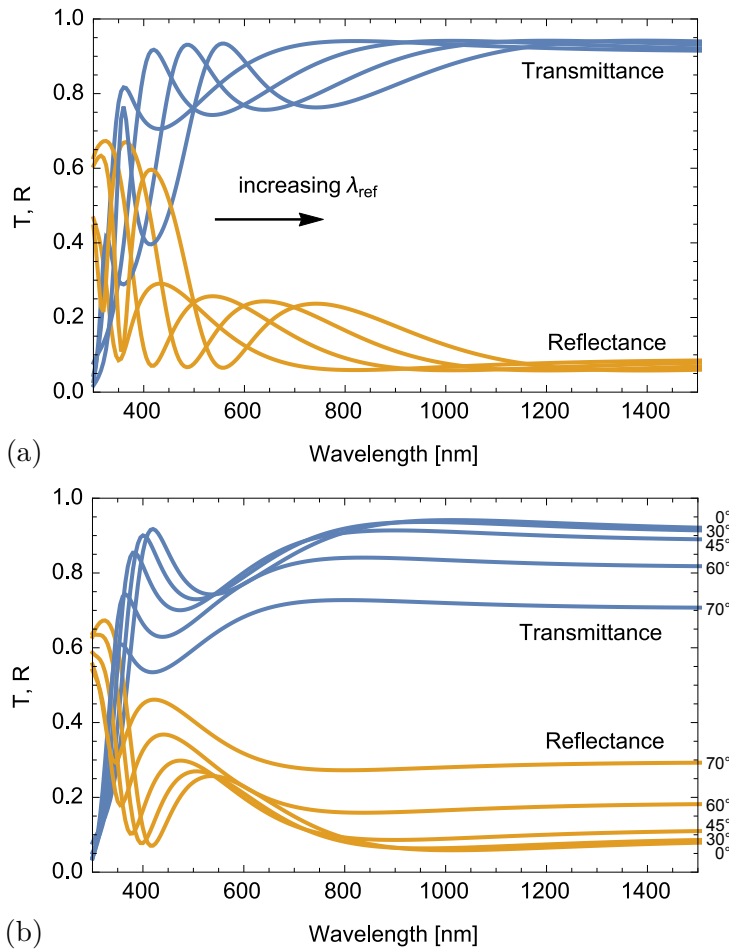 1.0
0.8
0.6
0.4
0.2
0.0
T, R
Transmittance
increasing λref
Reflectance
400 600 800 1000 1200 1400
Wavelength [nm]
(a)
1.0
0.8
0.6
0.4
0.2
0.0
T, R
0°
30°
45°
60°
70°
Transmittance
Reflectance
70°
60°
45°
30°
0°
400 600 800 1000 1200 1400
Wavelength [nm]
(b)